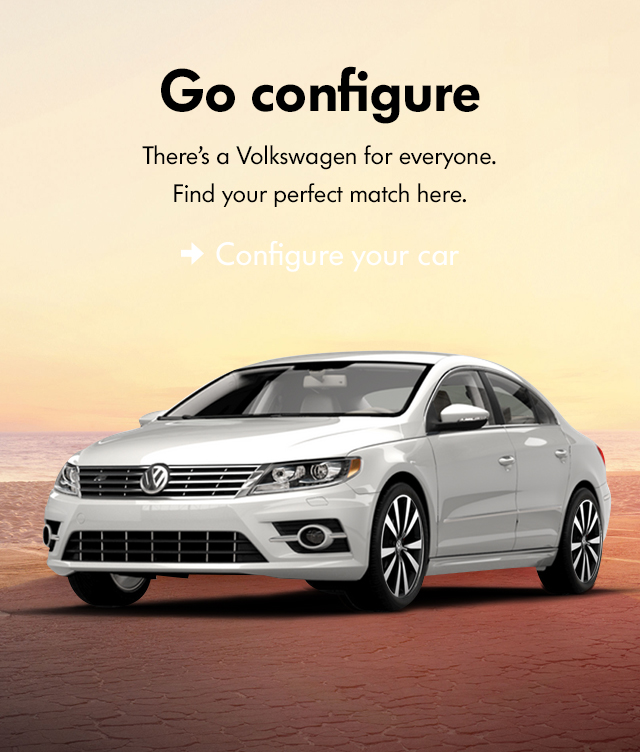 Go configure
There's a Volkswagen for everyone.
Find your perfect match here.
Configure your car